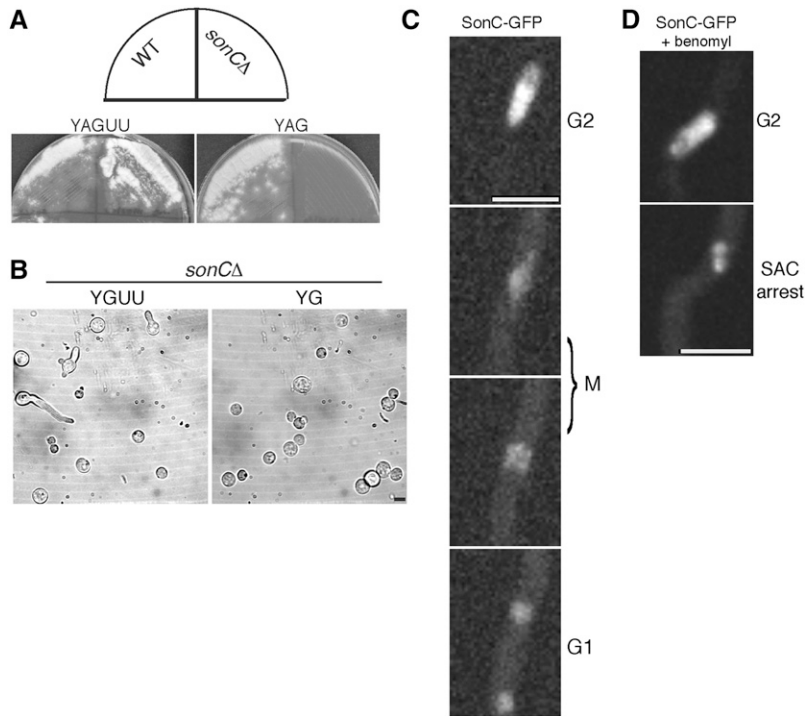 A
WT
sonCΔ
YAGUU
YAG
B
sonCΔ
YGUU
YG
C
SonC-GFP
G2
M
G1
D
SonC-GFP
+ benomyl
G2
SAC
arrest